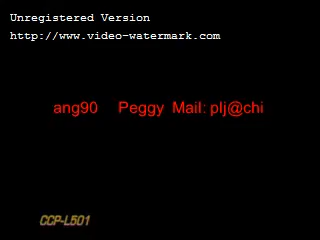 Unregistered Version
http://www.video-watermark.com
ang90 Peggy Mail: plj@chi
CCP-L501